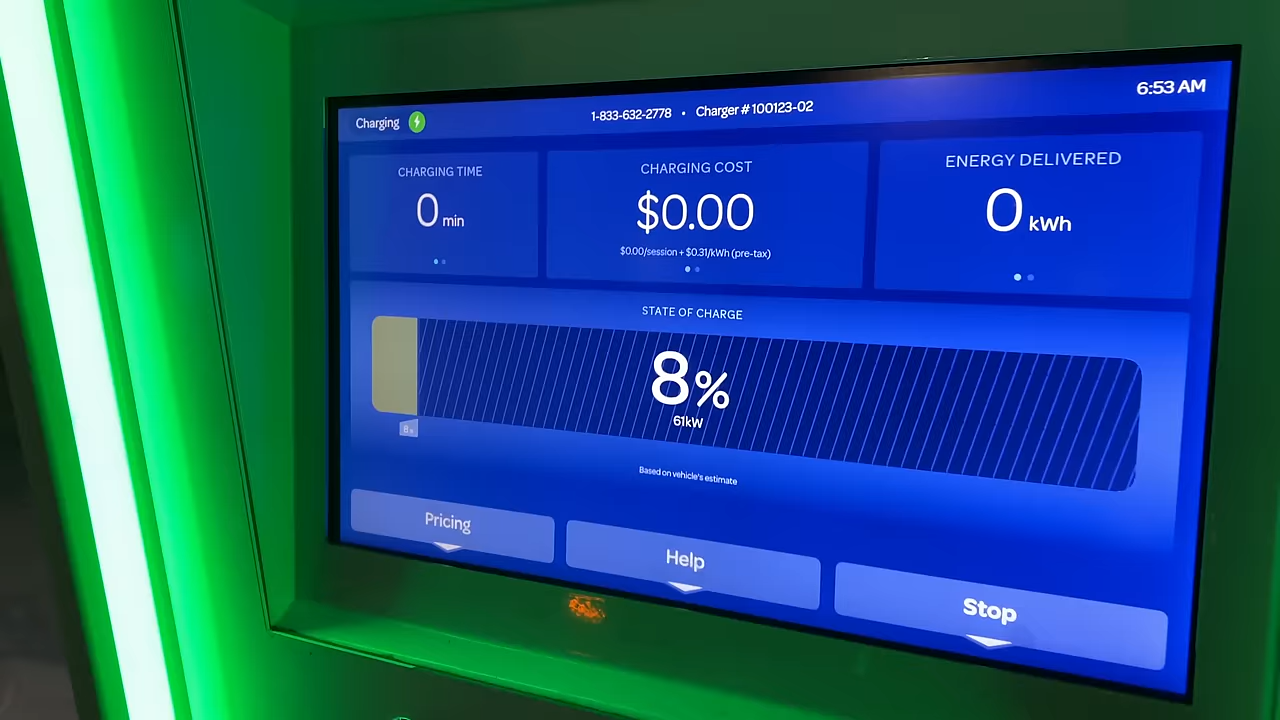 Charging
1-833-632-2778 • Charger # 100123-02
6:53 AM
CHARGING TIME
0 min
CHARGING COST
$0.00
$0.00/session + $0.31/kWh (pre-tax)
ENERGY DELIVERED
0 kWh
STATE OF CHARGE
8%
61kW
Based on vehicle's estimate
Pricing
Help
Stop